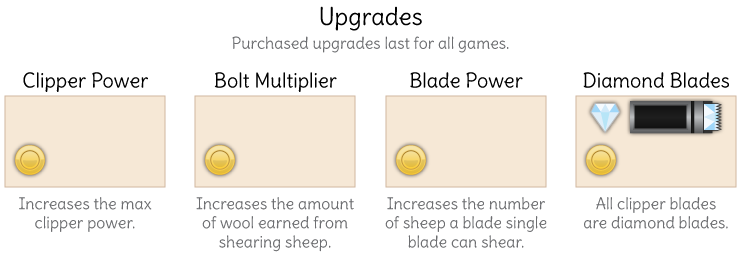 Upgrades
Purchased upgrades last for all games.
Clipper Power
Increases the max
clipper power.
Bolt Multiplier
Increases the amount
of wool earned from
shearing sheep.
Blade Power
Increases the number
of sheep a blade single
blade can shear.
Diamond Blades
All clipper blades
are diamond blades.